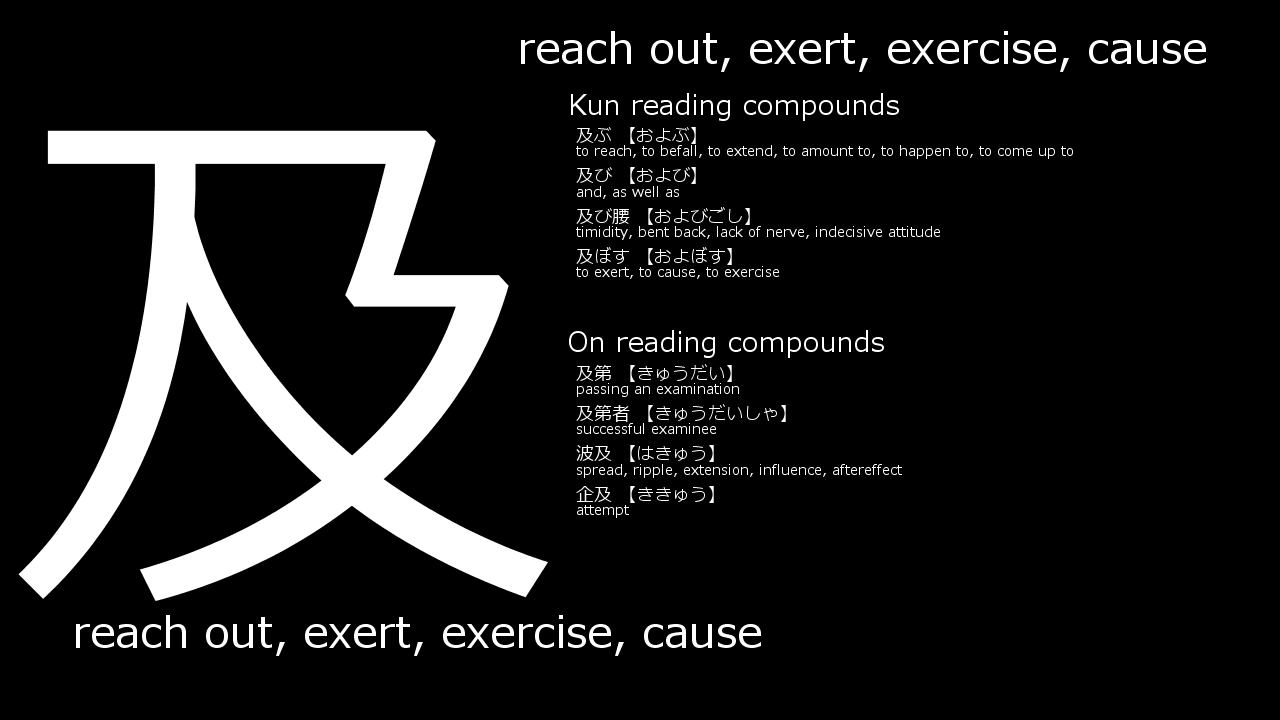 及
reach out, exert, exercise, cause
Kun reading compounds
及ぶ 【およぶ】
to reach, to befall, to extend, to amount to, to happen to, to come up to
及び 【および】
and, as well as
及び腰 【およびごし】
timidity, bent back, lack of nerve, indecisive attitude
及ぼす 【およぼす】
to exert, to cause, to exercise
On reading compounds
及第 【きゅうだい】
passing an examination
及第者 【きゅうだいしゃ】
successful examinee
波及 【はきゅう】
spread, ripple, extension, influence, aftereffect
企及 【ききゅう】
attempt
reach out, exert, exercise, cause